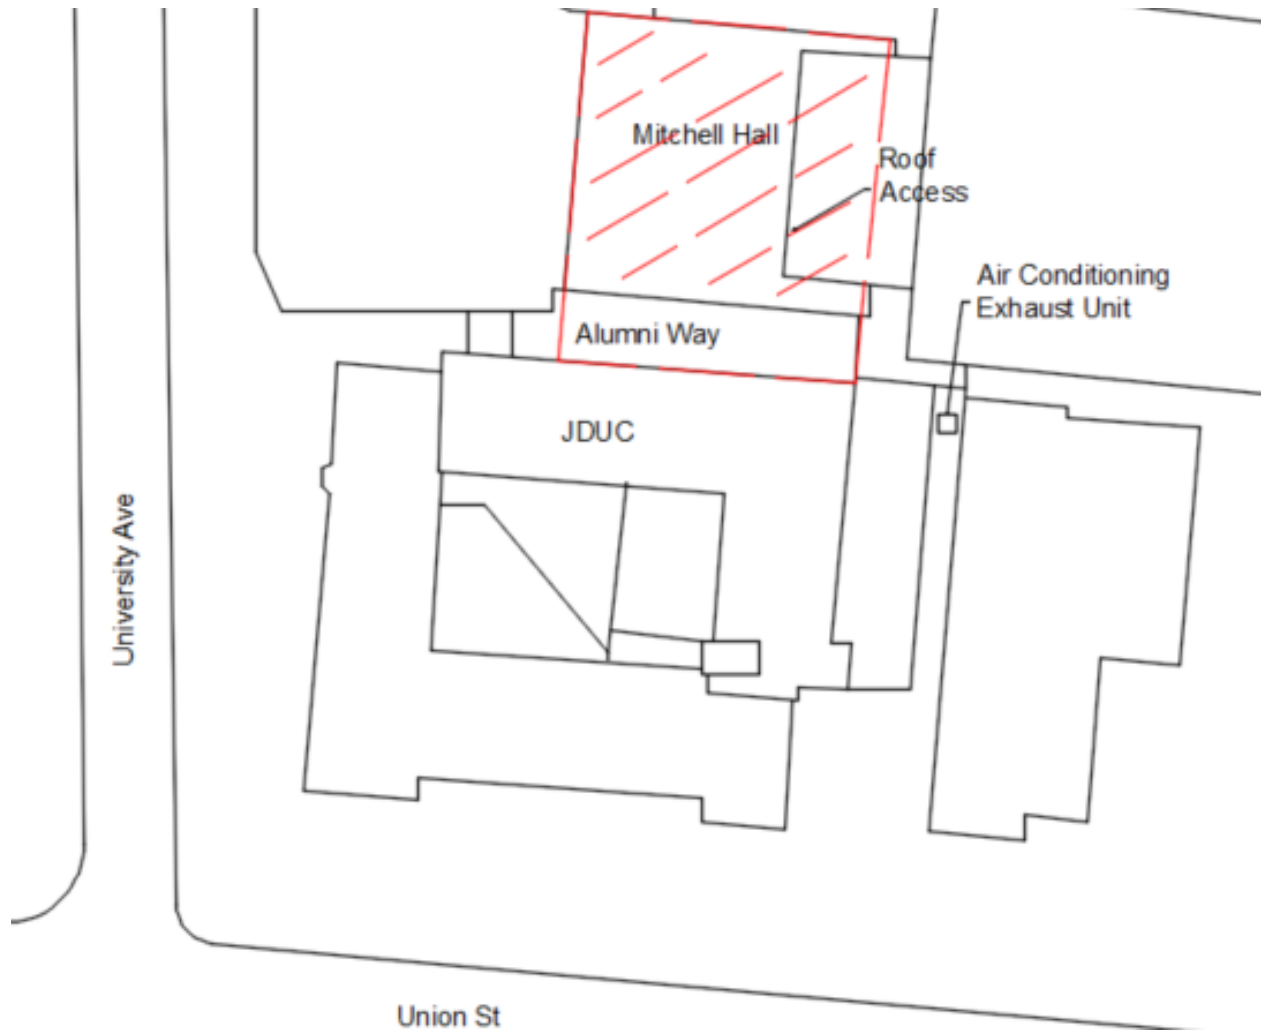 Mitchell Hall
Roof
Access
Air Conditioning
Exhaust Unit
Alumni Way
JDUC
University Ave
Union St